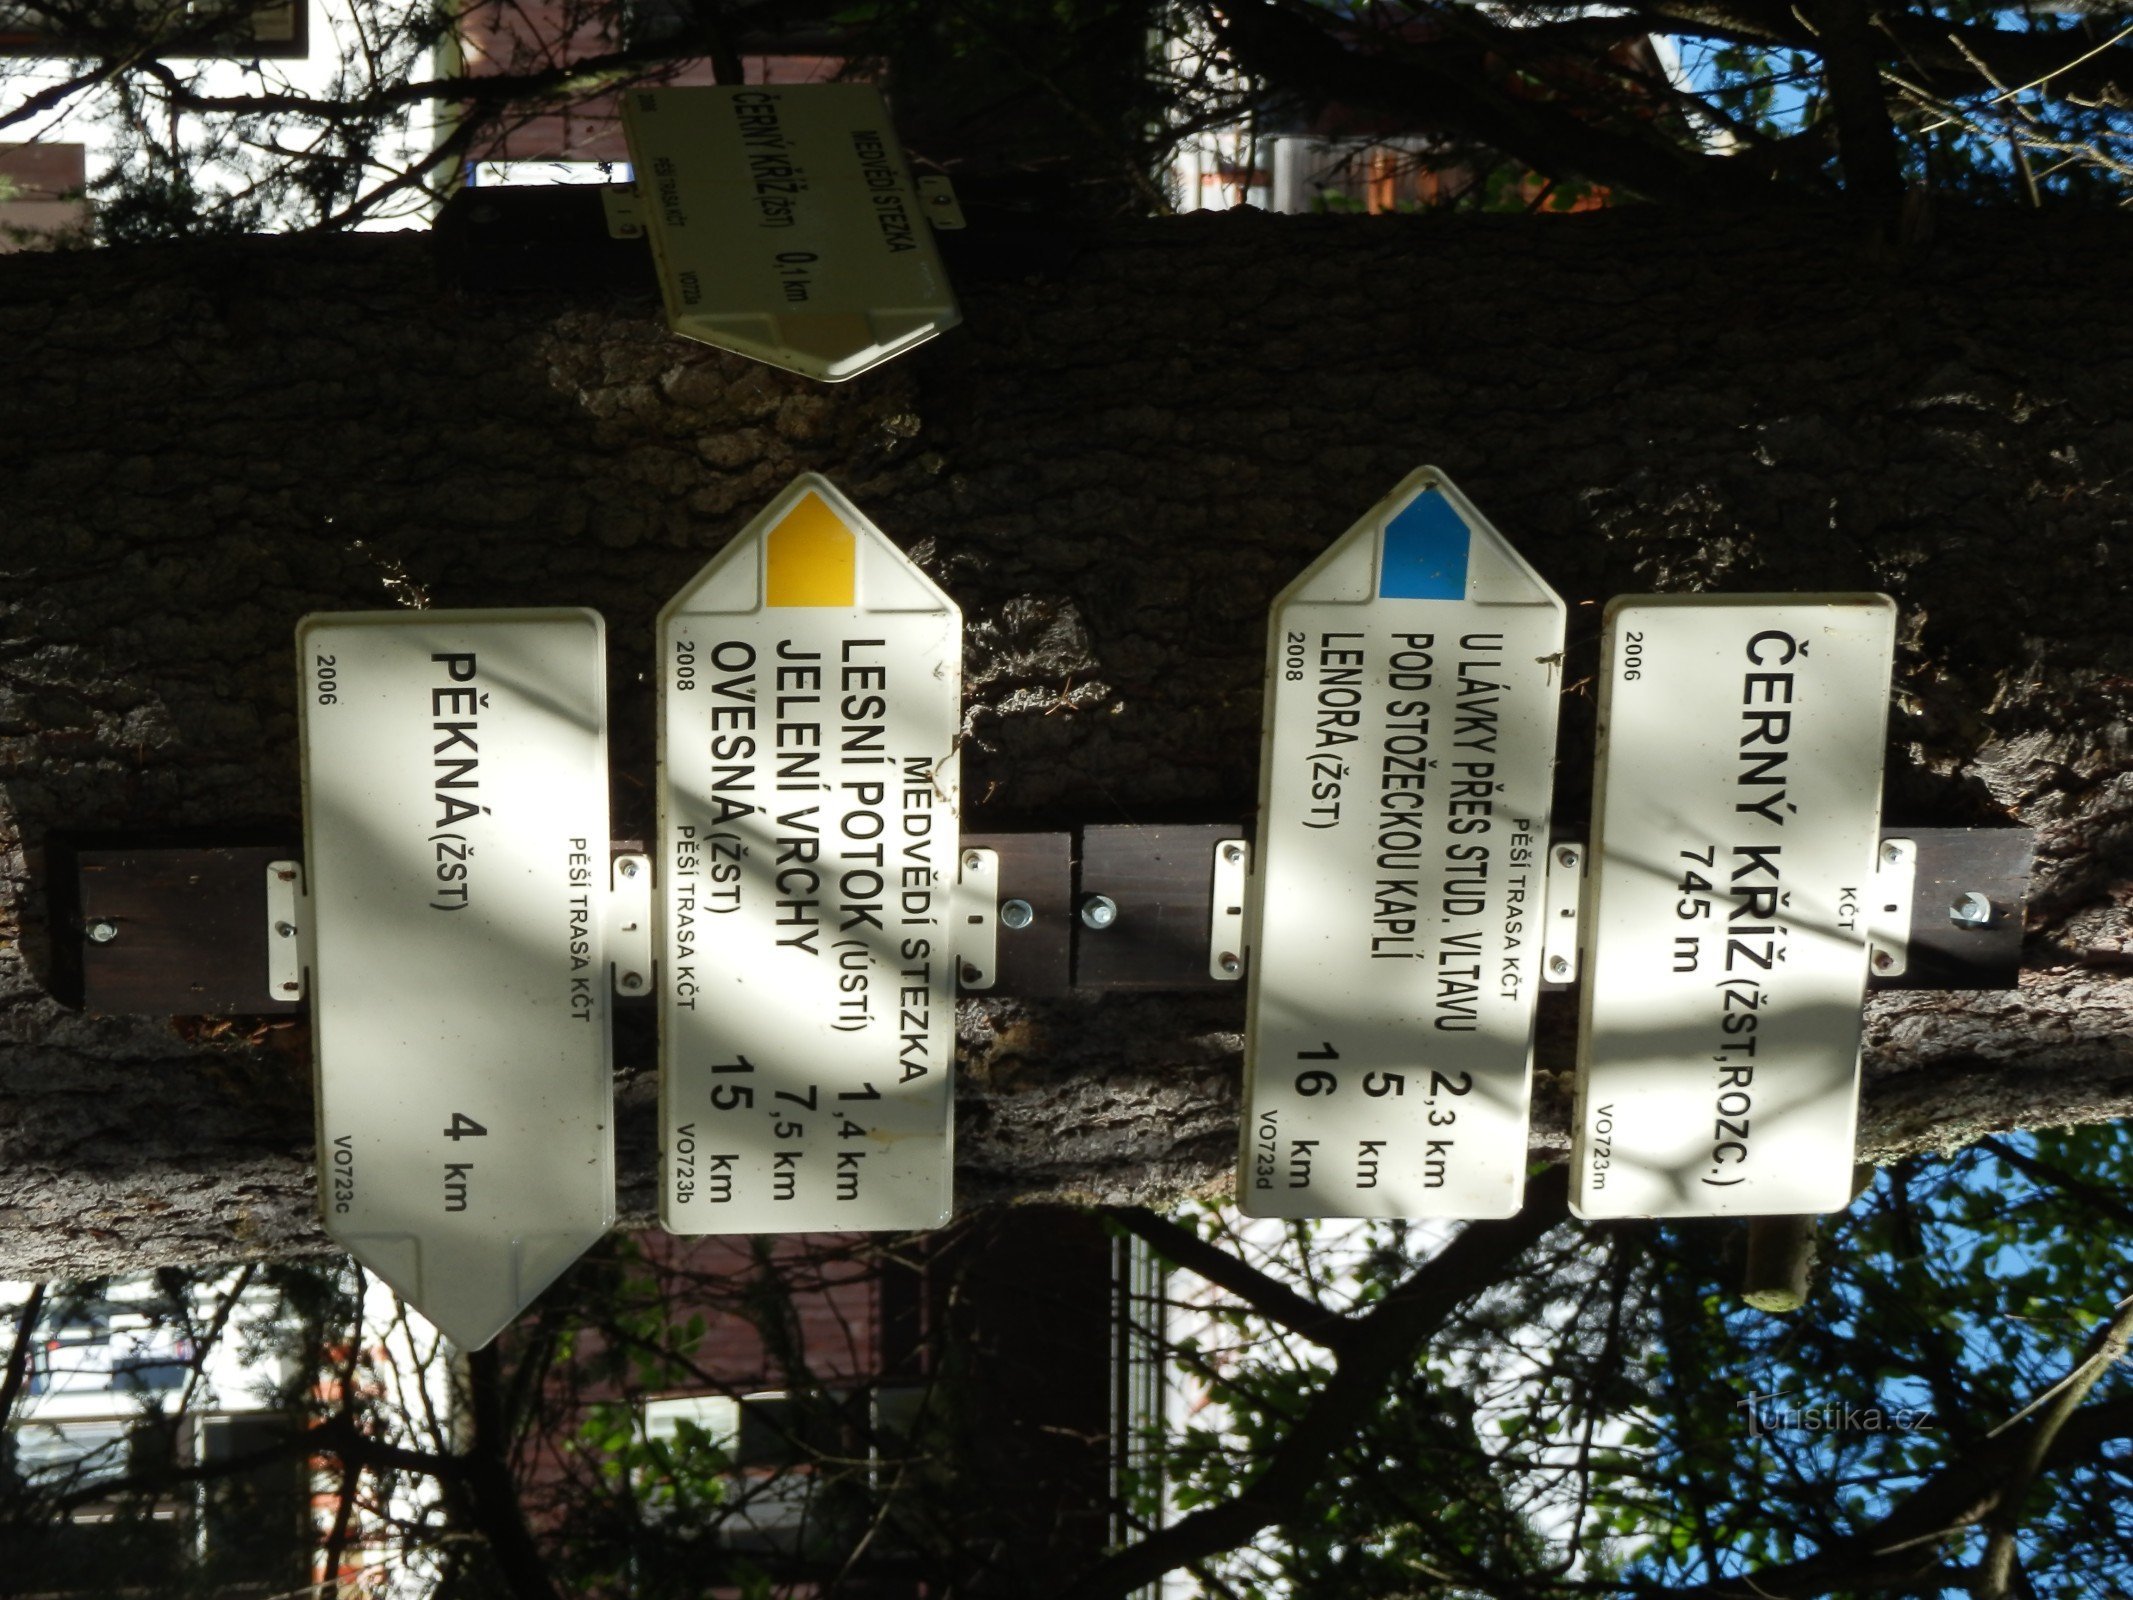 KČT
ČERNÝ KŘÍŽ (ŽST,ROZC.)
745 m
2006 VO723m
PĚŠÍ TRASA KČT
U LÁVKY PŘES STUD. VLTAVU 2,3 km
POD STOŽECKOU KAPLÍ 5 km
LENORA (ŽST) 16 km
2008 VO723d
MEDVĚDÍ STEZKA
LESNÍ POTOK (ÚSTÍ) 1,4 km
JELENÍ VRCHY 7,5 km
OVESNÁ (ŽST) 15 km
2008 PĚŠÍ TRASA KČT VO723b
PĚŠÍ TRASA KČT
PĚKNÁ (ŽST) 4 km
2006 VO723c
MEDVĚDÍ STEZKA
ČERNÝ KŘÍŽ (ŽST) 0,1 km
2008 PĚŠÍ TRASA KČT VO723a
Turistika.cz